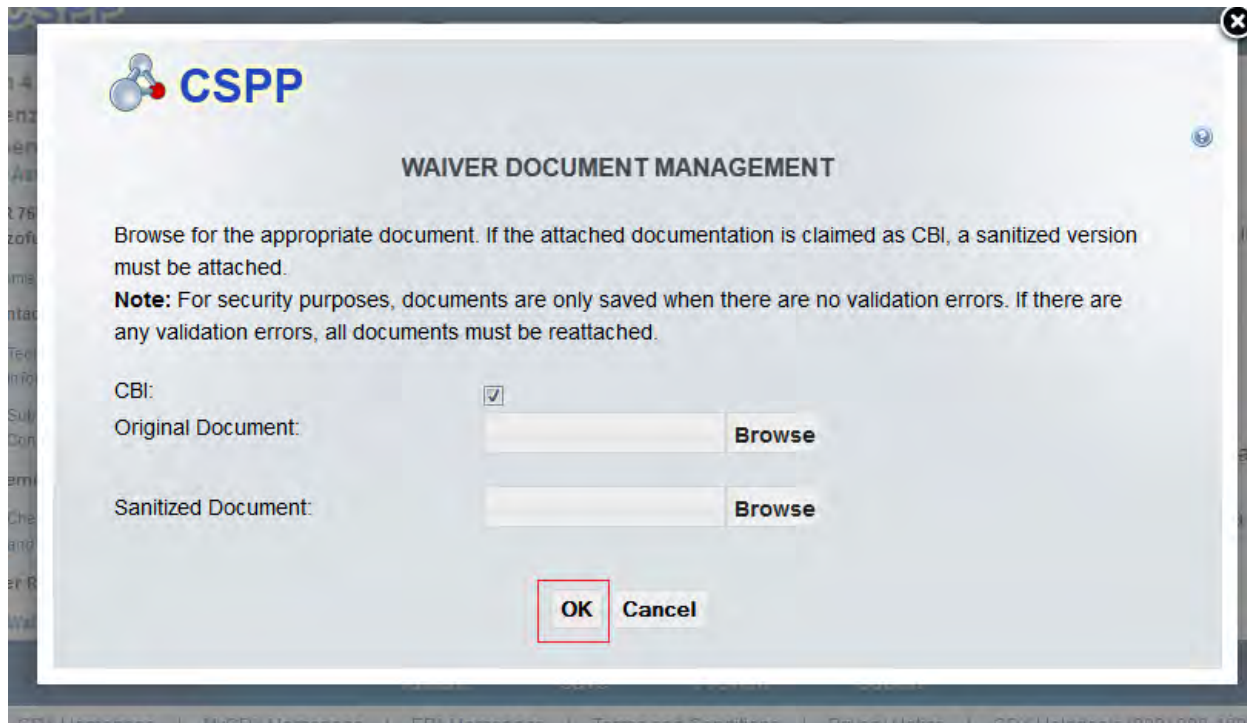 CSPP
WAIVER DOCUMENT MANAGEMENT
Browse for the appropriate document. If the attached documentation is claimed as CBI, a sanitized version
must be attached.
Note: For security purposes, documents are only saved when there are no validation errors. If there are
any validation errors, all documents must be reattached.
CBI:
Original Document:
Browse
Sanitized Document:
Browse
OK Cancel